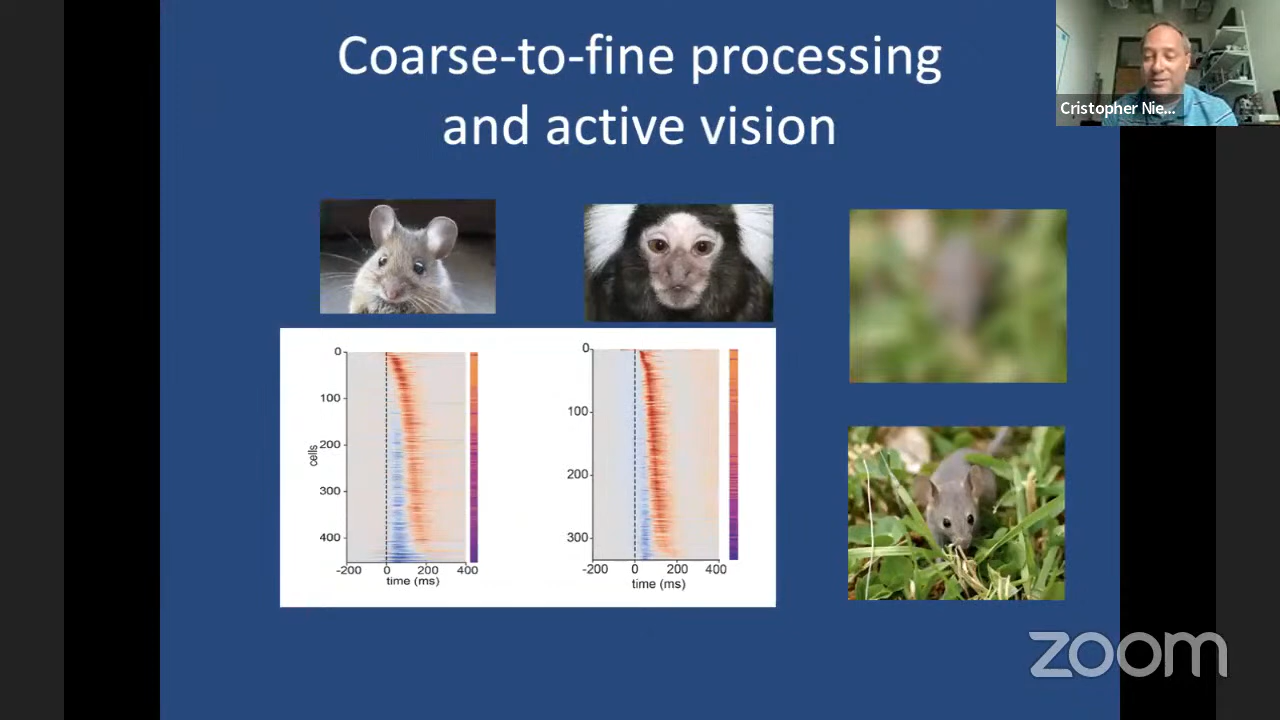 Coarse-to-fine processing
and active vision
Cristopher Nie...
0
100
200
300
400
cells
-200 0 200 400
time (ms)
0
100
200
300
-200 0 200 400
time (ms)
zoom